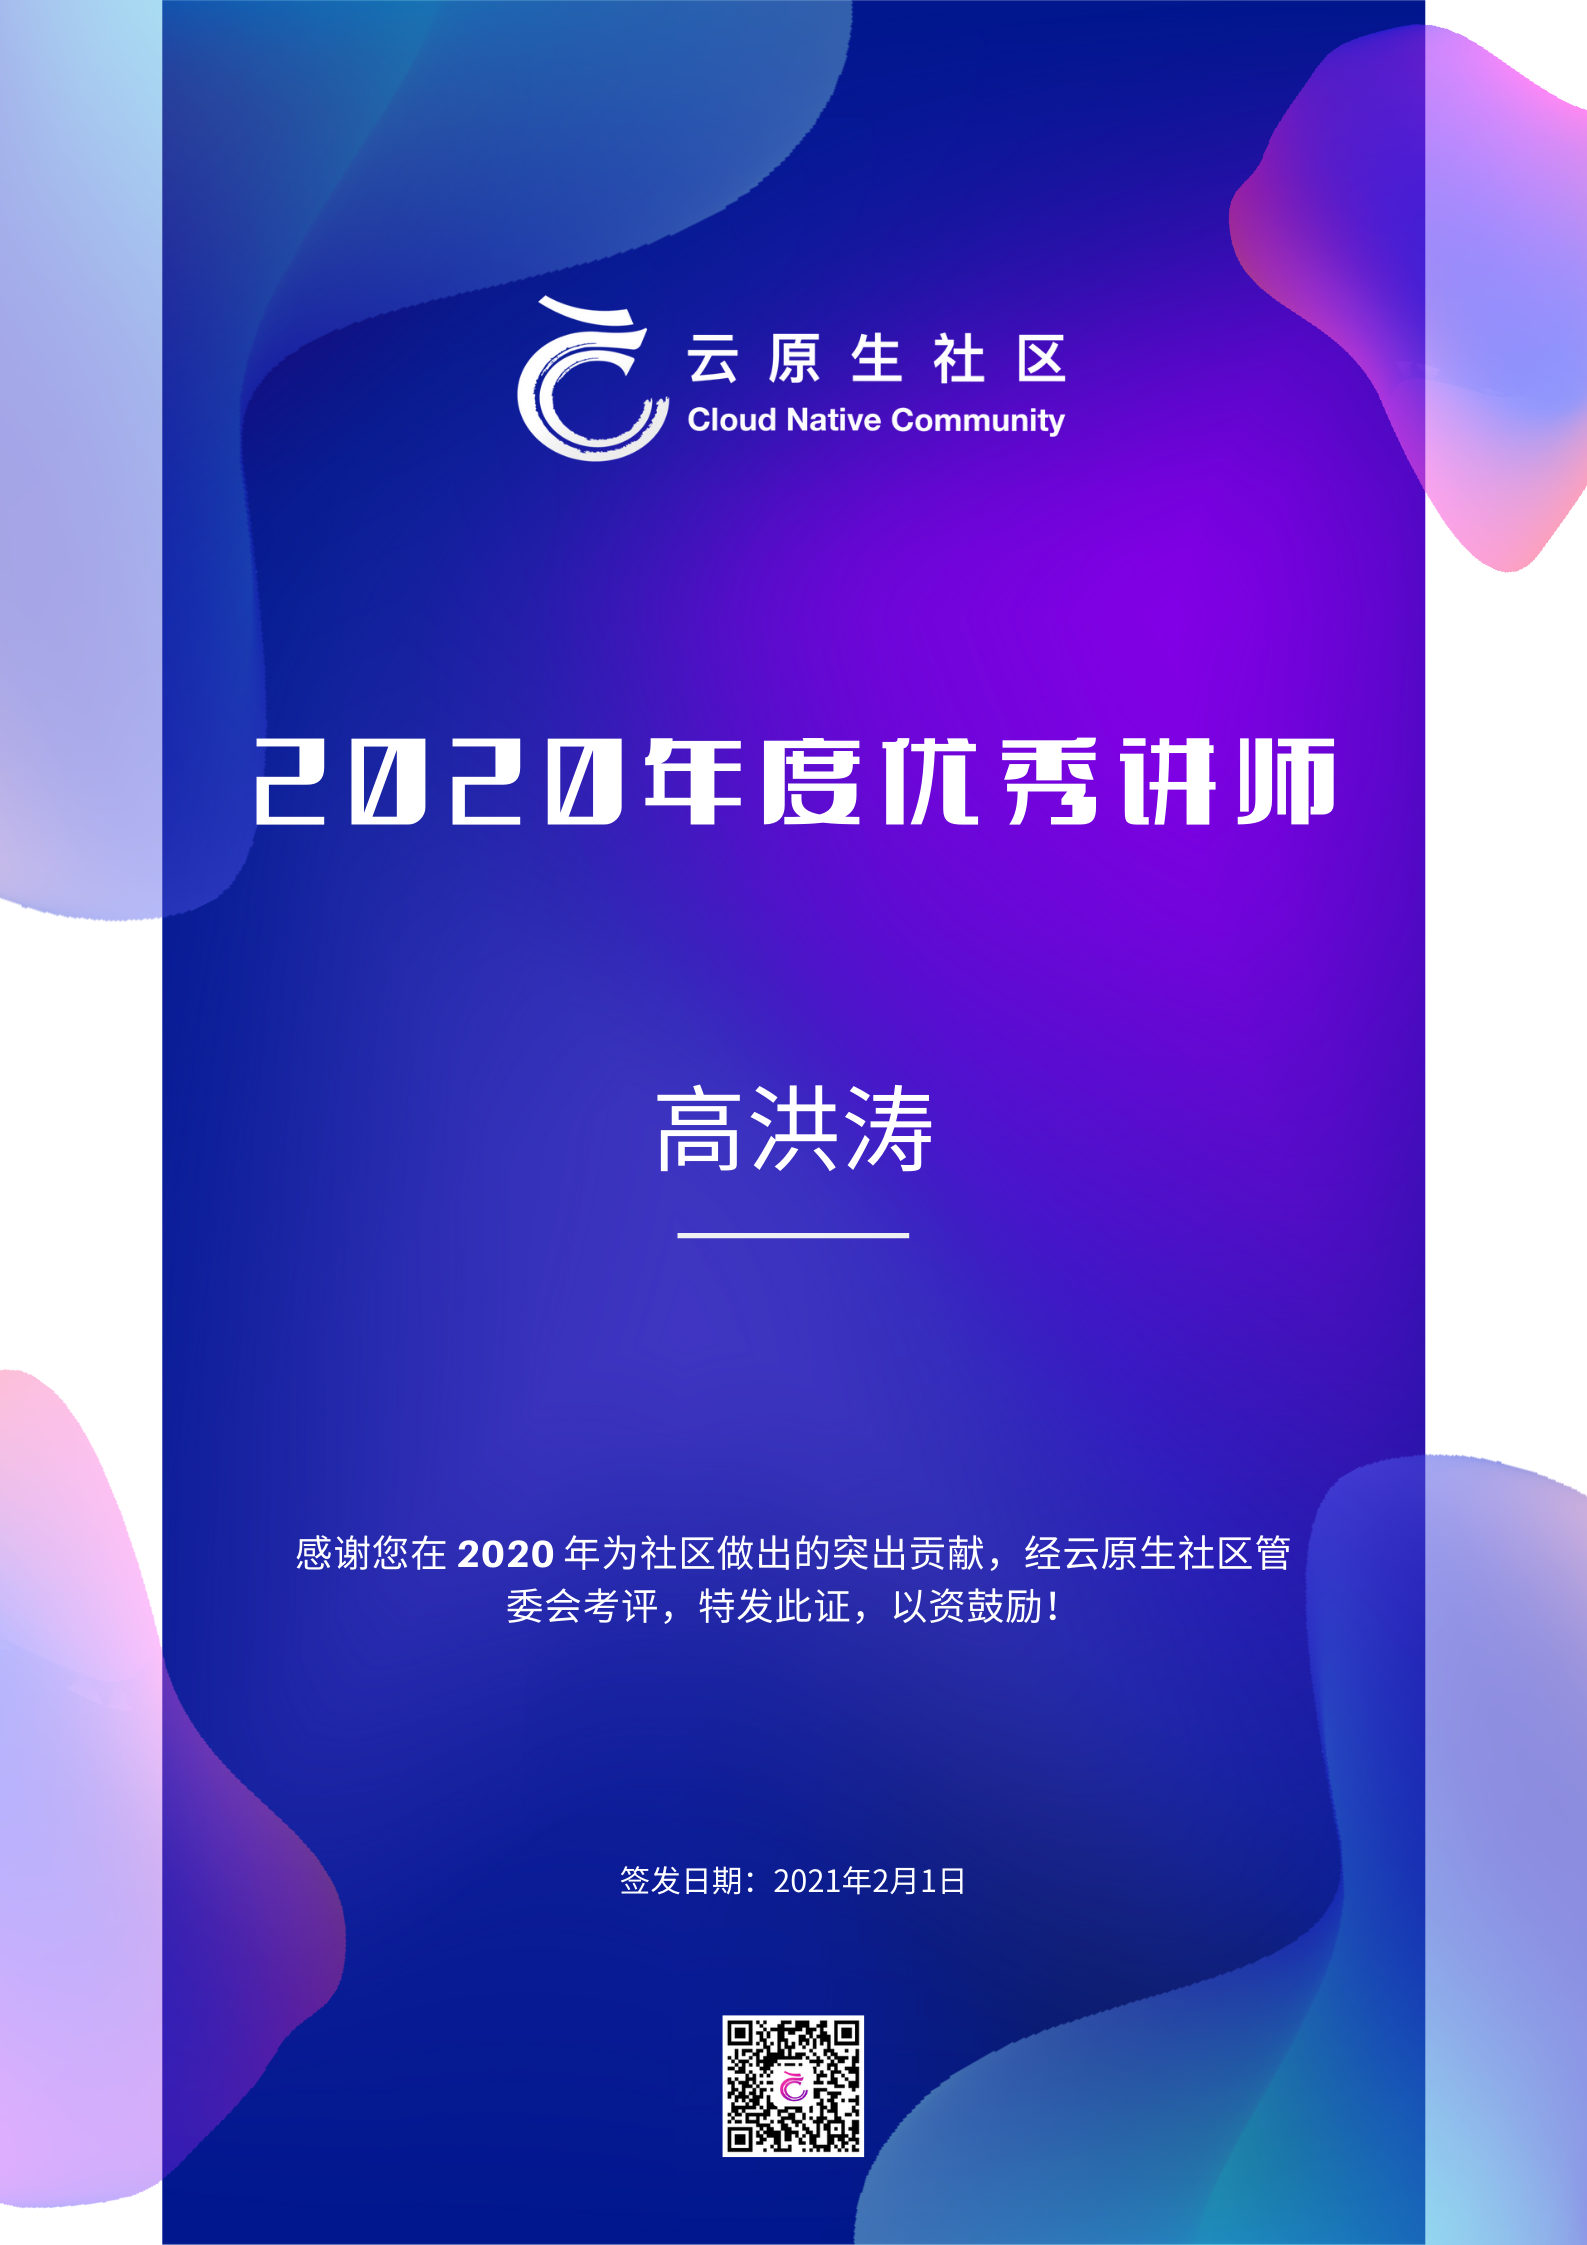 云原生社区
Cloud Native Community
2020年度优秀讲师
高洪涛
感谢您在 2020 年为社区做出的突出贡献，经云原生社区管
委会考评，特发此证，以资鼓励！
签发日期：2021年2月1日